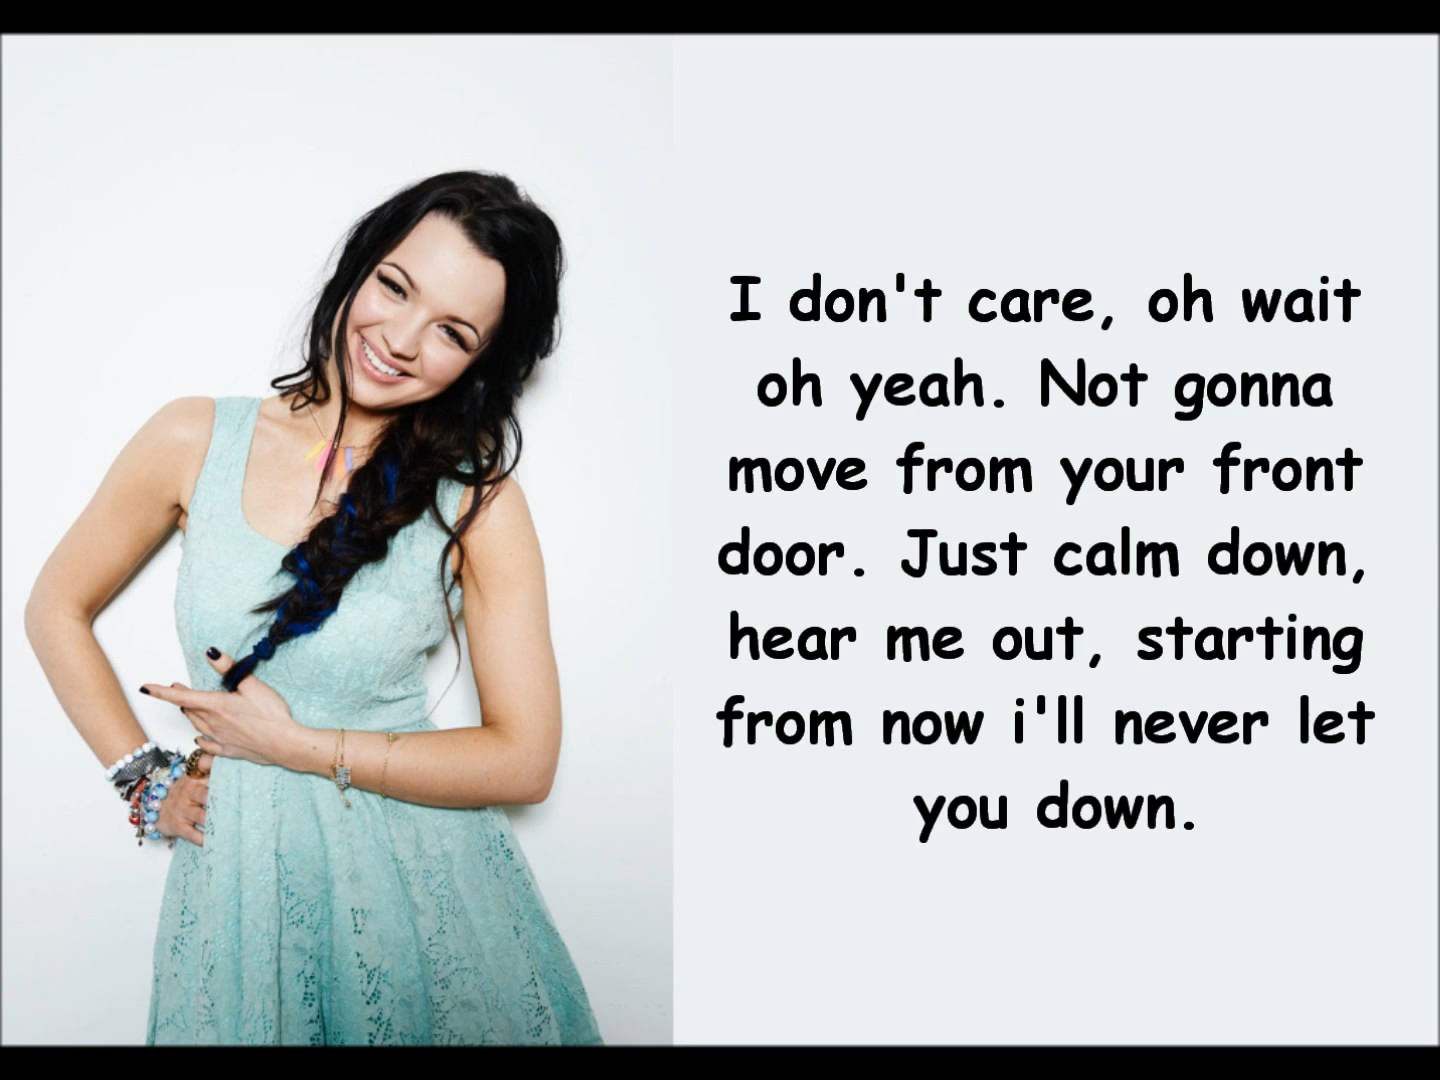 I don't care, oh wait
oh yeah. Not gonna
move from your front
door. Just calm down,
hear me out, starting
from now i'll never let
you down.